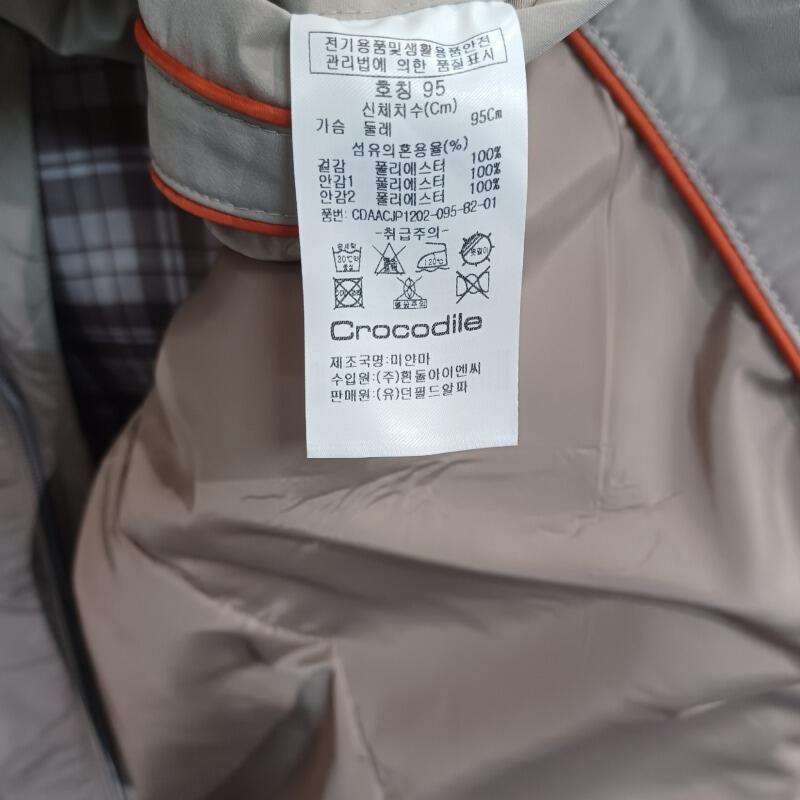 전기용품및생활용품안전
관리법에 의한 품질표시
호칭 95
신체치수(Cm)
가슴 둘레 95Cm
섬유의혼용율(%)
겉감 폴리에스터 100%
안감1 폴리에스터 100%
안감2 폴리에스터 100%
품번: CDAACJP1202-095-82-01
-취급주의-
30℃ 120℃
Crocodile
제조국명:미얀마
수입원:(주)흰돌아이엔씨
판매원:(유)던필드알파